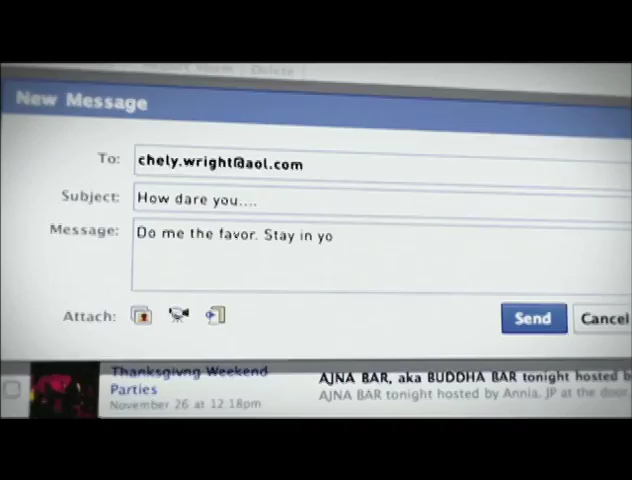 Delete
New Message
To: chely.wright@aol.com
Subject: How dare you....
Message: Do me the favor. Stay in yo
Attach: Send Cancel
Thanksgivng Weekend
Parties
November 26 at 12:18pm
AJNA BAR, aka BUDDHA BAR tonight hosted b
AJNA BAR tonight hosted by Annia. JP at the door.